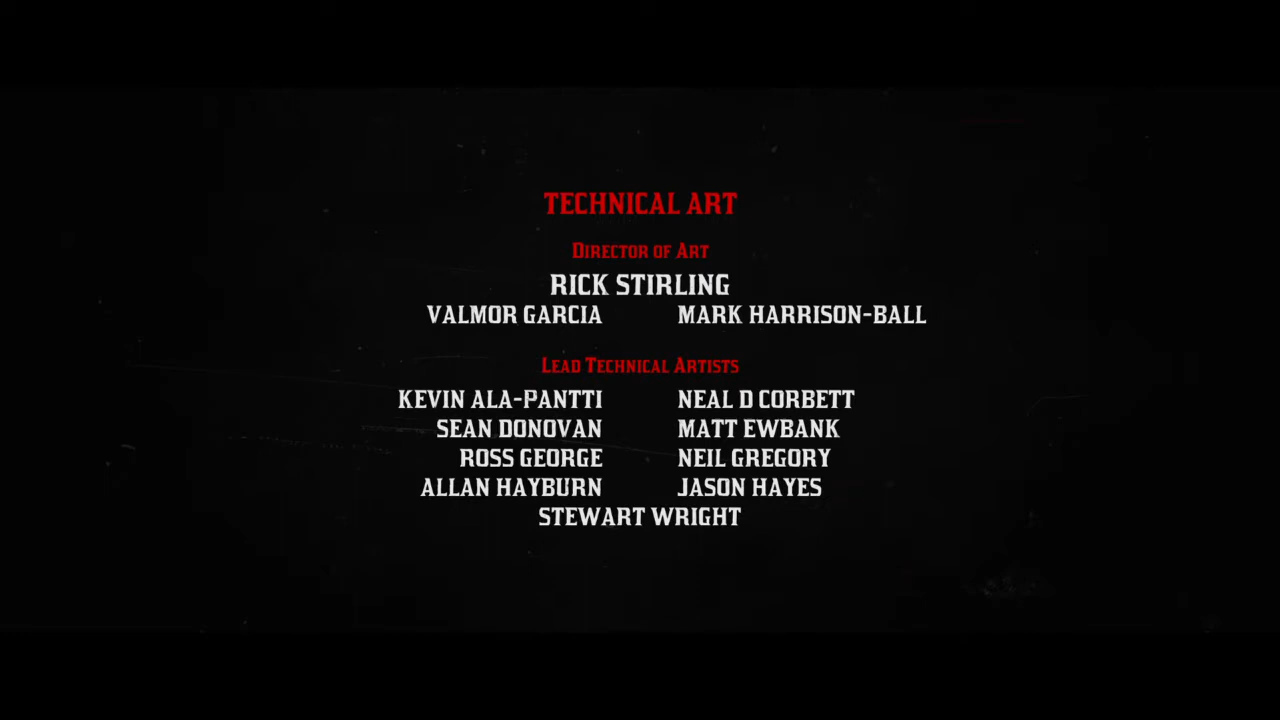 TECHNICAL ART
DIRECTOR OF ART
RICK STIRLING
VALMOR GARCIA MARK HARRISON-BALL
LEAD TECHNICAL ARTISTS
KEVIN ALA-PANTTI NEAL D CORBETT
SEAN DONOVAN MATT EWBANK
ROSS GEORGE NEIL GREGORY
ALLAN HAYBURN JASON HAYES
STEWART WRIGHT